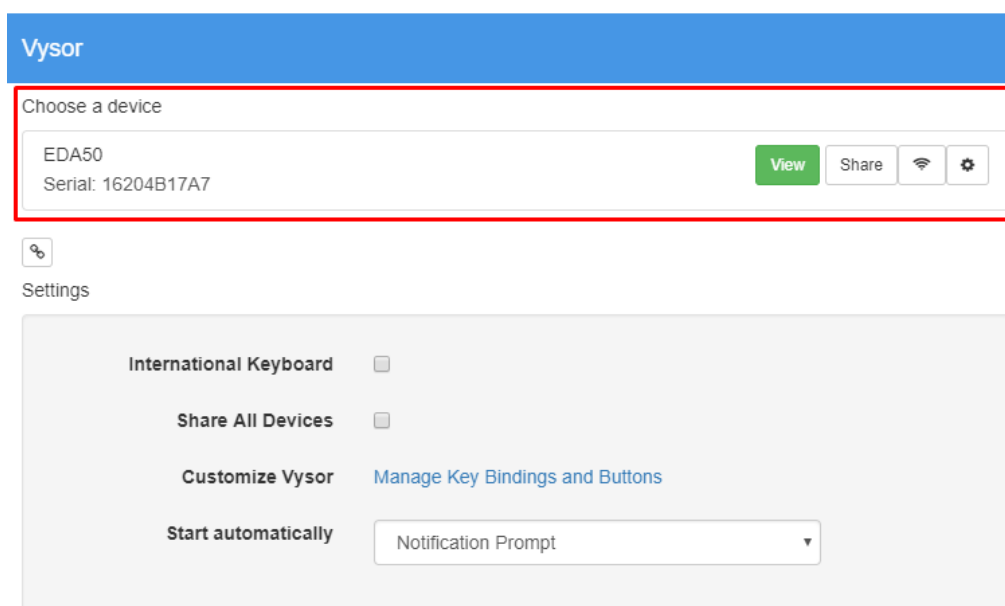 Vysor
Choose a device
EDA50
Serial: 16204B17A7
View
Share
Settings
International Keyboard
Share All Devices
Customize Vysor
Manage Key Bindings and Buttons
Start automatically
Notification Prompt